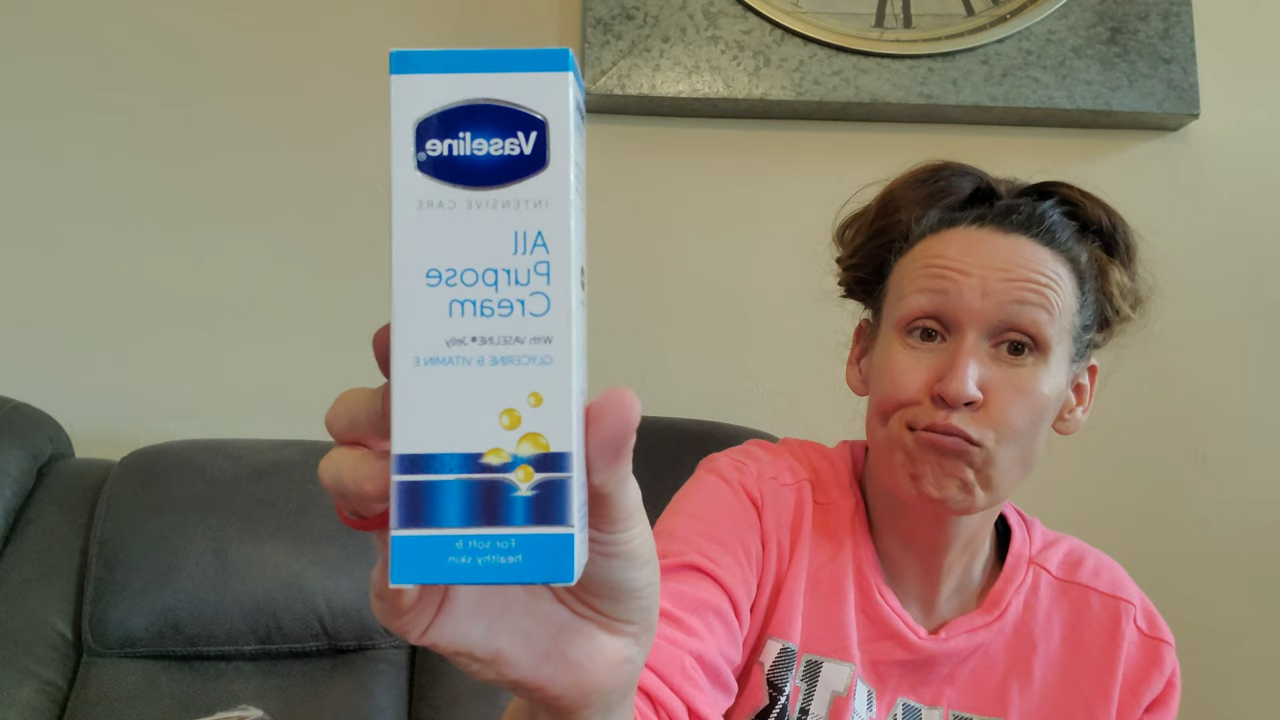 Vaseline®
INTENSIVE CARE
All
Purpose
Cream
With VASELINE® Jelly
GLYCERINE & VITAMIN E
For soft &
healthy skin